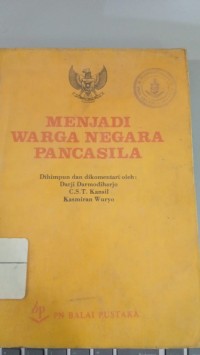 MENJADI
WARGA NEGARA
PANCASILA
Dihimpun dan dikomentari oleh:
Darji Darmodiharjo
C.S.T. Kansil
Kasmiran Wuryo
PN BALAI PUSTAKA